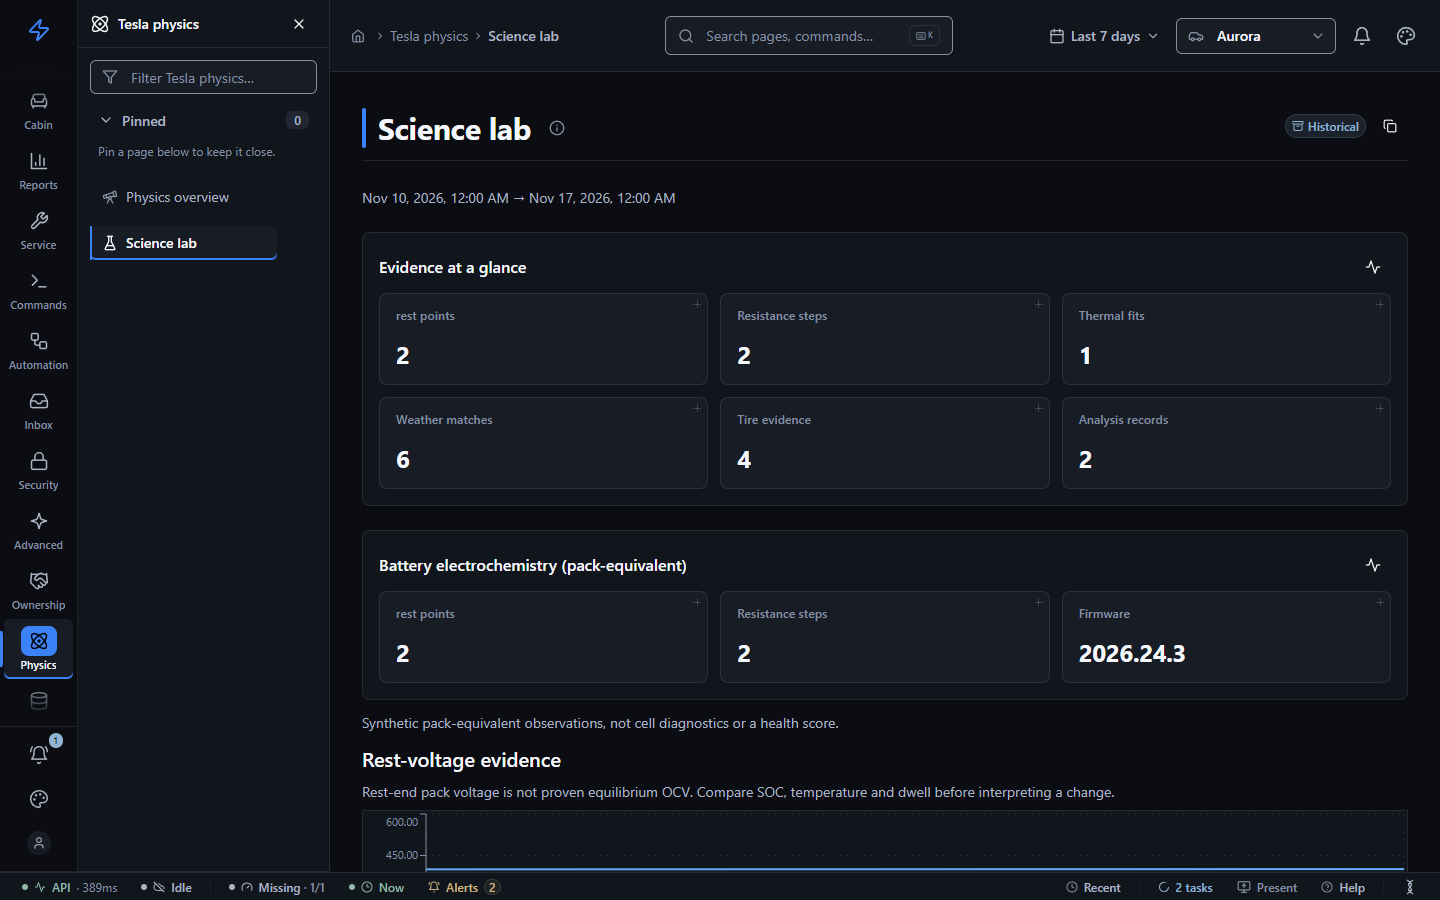 Tesla physics
Filter Tesla physics...
Pinned
0
Pin a page below to keep it close.
Physics overview
Science lab
Cabin
Reports
Service
Commands
Automation
Inbox
Security
Advanced
Ownership
Physics
1
Tesla physics
Science lab
Search pages, commands...
K
Last 7 days
Aurora
Science lab
Historical
Nov 10, 2026, 12:00 AM → Nov 17, 2026, 12:00 AM
Evidence at a glance
rest points
2
Resistance steps
2
Thermal fits
1
Weather matches
6
Tire evidence
4
Analysis records
2
Battery electrochemistry (pack-equivalent)
rest points
2
Resistance steps
2
Firmware
2026.24.3
Synthetic pack-equivalent observations, not cell diagnostics or a health score.
Rest-voltage evidence
Rest-end pack voltage is not proven equilibrium OCV. Compare SOC, temperature and dwell before interpreting a change.
600.00
450.00
API · 389ms
Idle
Missing · 1/1
Now
Alerts 2
Recent
2 tasks
Present
Help